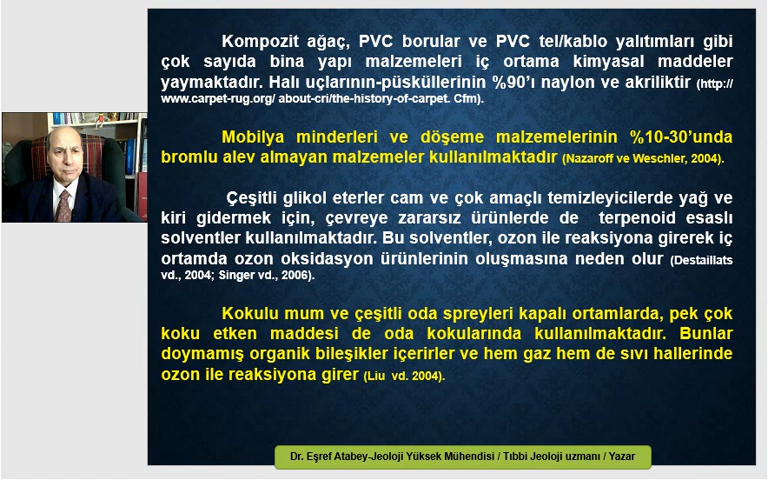 Kompozit ağaç, PVC borular ve PVC tel/kablo yalıtımları gibi
çok sayıda bina yapı malzemeleri iç ortama kimyasal maddeler
yaymaktadır. Halı uçlarının-püsküllerinin %90’ı naylon ve akriliktir (http://
www.carpet-rug.org/ about-cri/the-history-of-carpet. Cfm).
Mobilya minderleri ve döşeme malzemelerinin %10-30’unda
bromlu alev almayan malzemeler kullanılmaktadır (Nazaroff ve Weschler, 2004).
Çeşitli glikol eterler cam ve çok amaçlı temizleyicilerde yağ ve
kiri gidermek için, çevreye zararsız ürünlerde de terpenoid esaslı
solventler kullanılmaktadır. Bu solventler, ozon ile reaksiyona girerek iç
ortamda ozon oksidasyon ürünlerinin oluşmasına neden olur (Destaillats
vd., 2004; Singer vd., 2006).
Kokulu mum ve çeşitli oda spreyleri kapalı ortamlarda, pek çok
koku etken maddesi de oda kokularında kullanılmaktadır. Bunlar
doymamış organik bileşikler içerirler ve hem gaz hem de sıvı hallerinde
ozon ile reaksiyona girer (Liu vd. 2004).
Dr. Eşref Atabey-Jeoloji Yüksek Mühendisi / Tıbbi Jeoloji uzmanı / Yazar